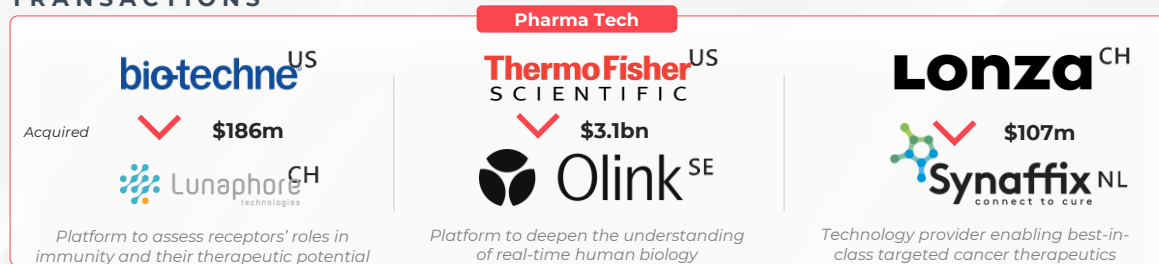 TRANSACTIONS
Pharma Tech
bio-techne® US
ThermoFisher US
SCIENTIFIC
Lonza CH
Acquired
$186m
$3.1bn
$107m
Lunaphore CH
technologies
Olink SE
Synaffix NL
connect to cure
Platform to assess receptors’ roles in
immunity and their therapeutic potential
Platform to deepen the understanding
of real-time human biology
Technology provider enabling best-in-
class targeted cancer therapeutics